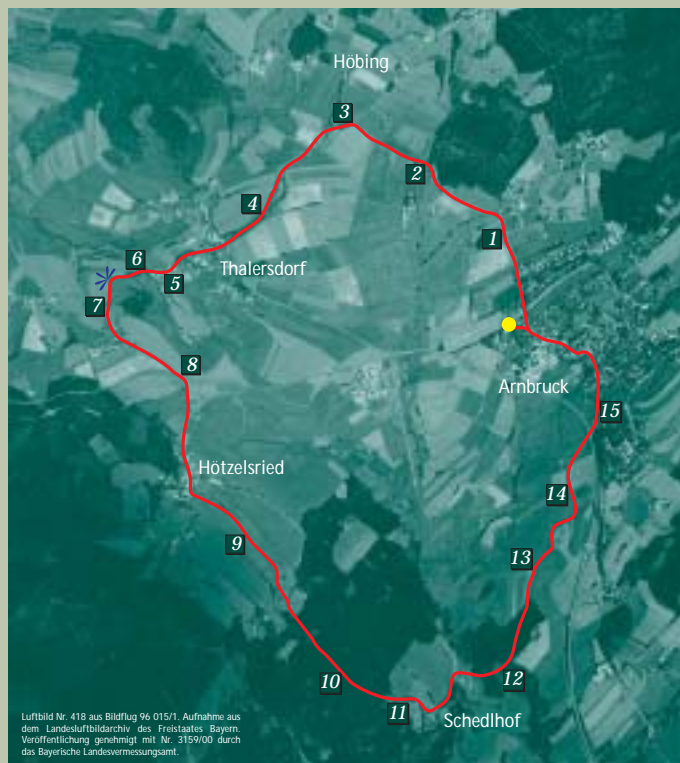 Höbing
3
2
4
1
Thalersdorf
6
5
7
8
Arnbruck
15
Hötzelsried
14
9
13
10
12
11
Schedlhof
Luftbild Nr. 418 aus Bildflug 96 015/1. Aufnahme aus
dem Landesluftbildarchiv des Freistaates Bayern.
Veröffentlichung genehmigt mit Nr. 3159/00 durch
das Bayerische Landesvermessungsamt.